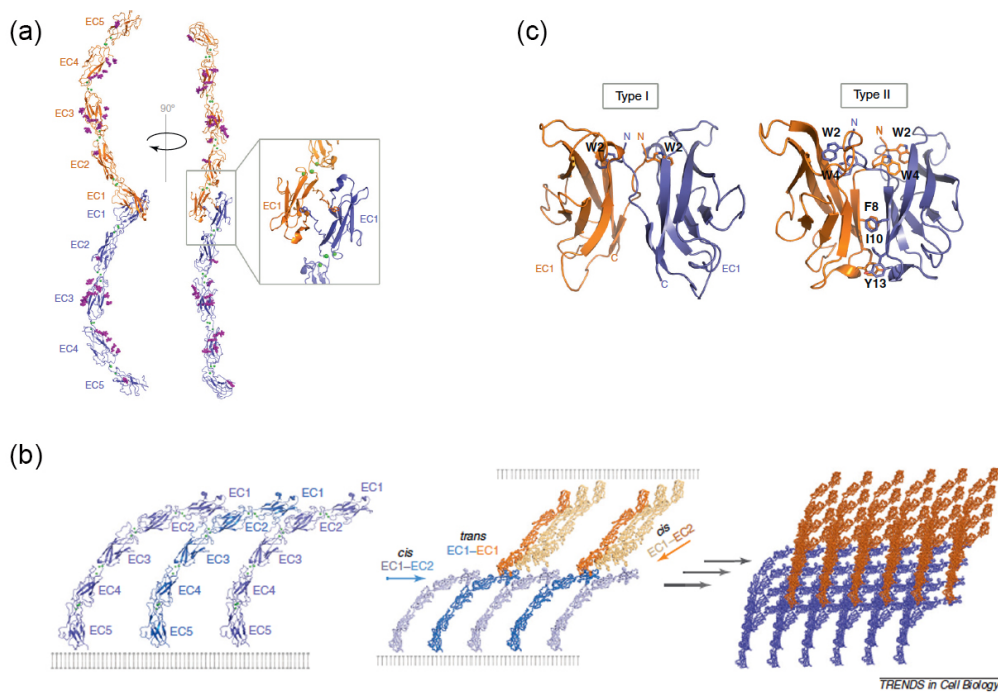 (a)
EC5
EC4
EC3
EC2
EC1
EC1
EC2
EC3
EC4
EC5
90º
EC1
EC1
(c)
Type I
Type II
W2
N
N
W2
EC1
C
C
EC1
W2
N
N
W2
W4
W4
F8
I10
Y13
(b)
EC1
EC1
EC1
EC2
EC2
EC2
EC3
EC3
EC3
EC4
EC4
EC4
EC5
EC5
EC5
cis
EC1–EC2
trans
EC1–EC1
cis
EC1–EC2
TRENDS in Cell Biology